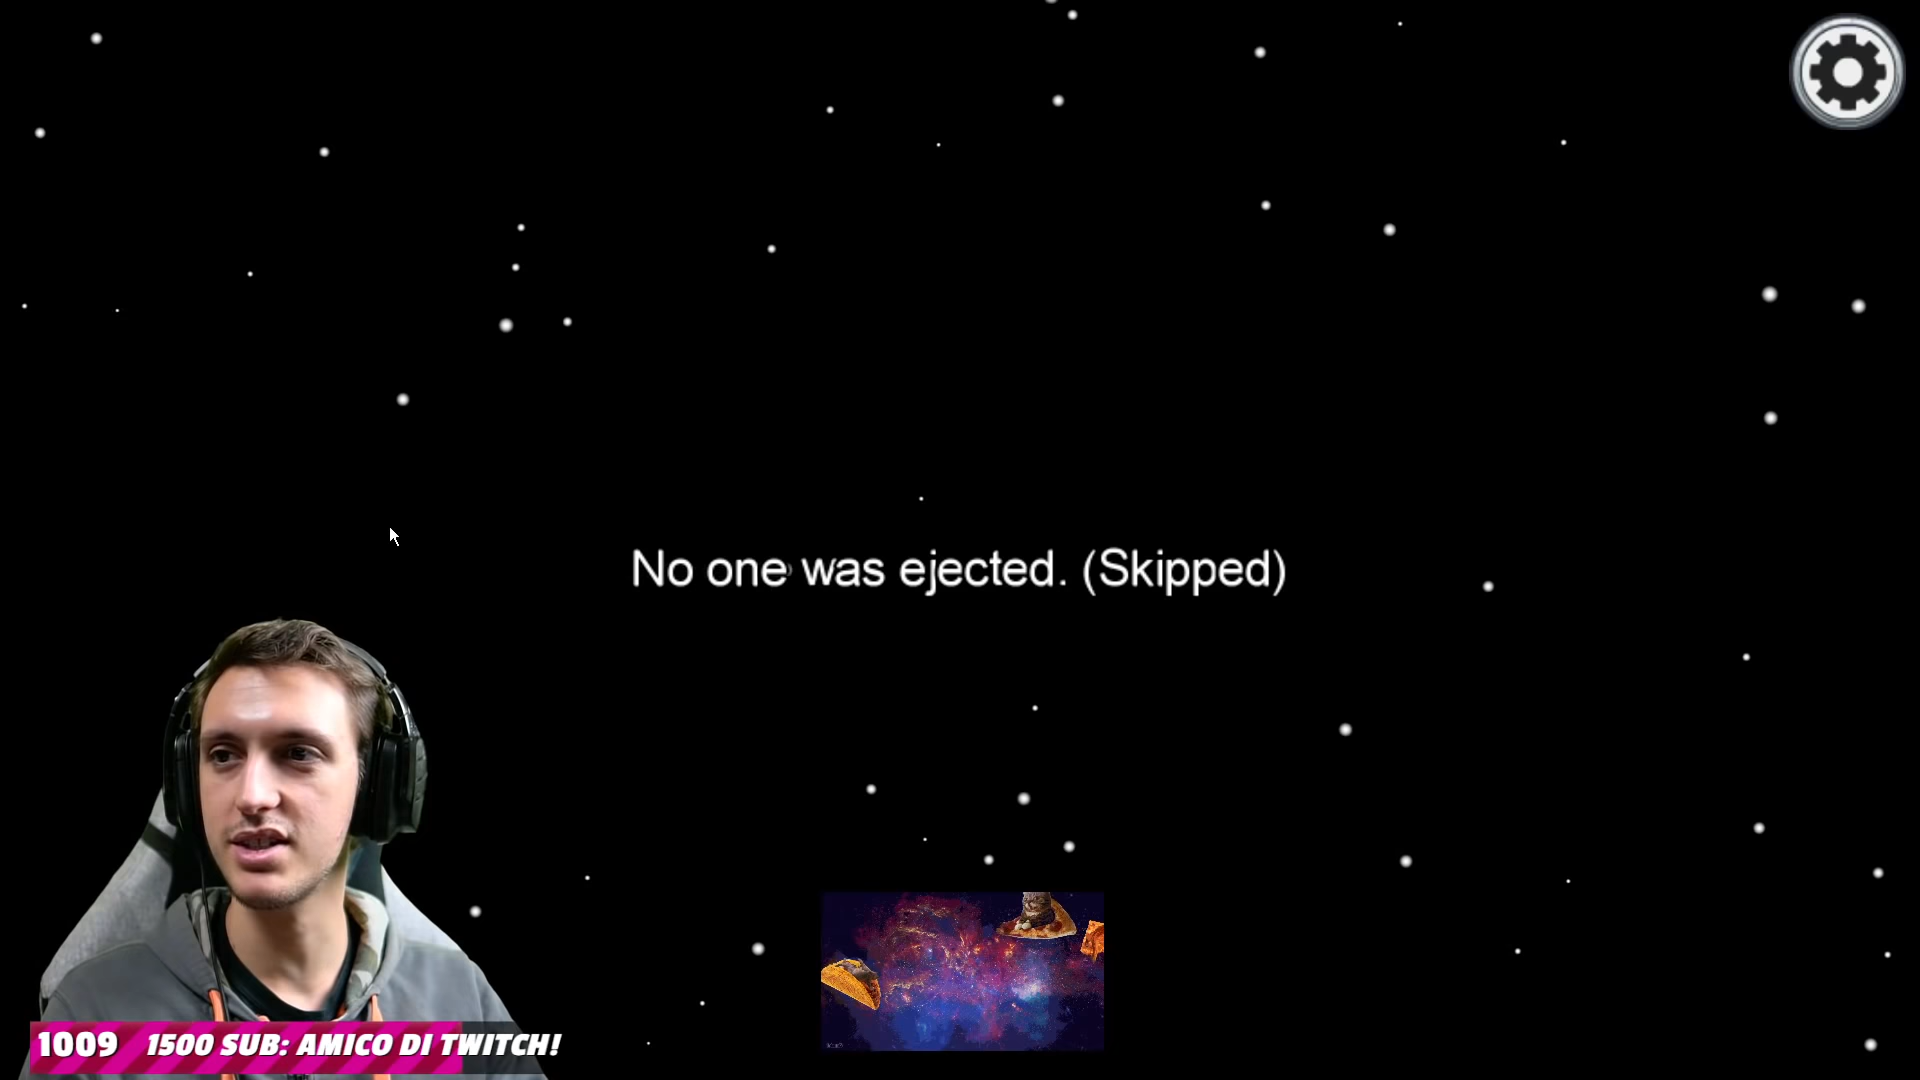 No one was ejected. (Skipped)
1009 1500 SUB: AMICO DI TWITCH!